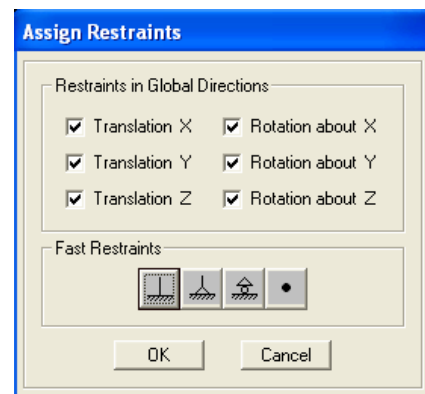 Assign Restraints
Restraints in Global Directions
Translation X Rotation about X
Translation Y Rotation about Y
Translation Z Rotation about Z
Fast Restraints
OK Cancel